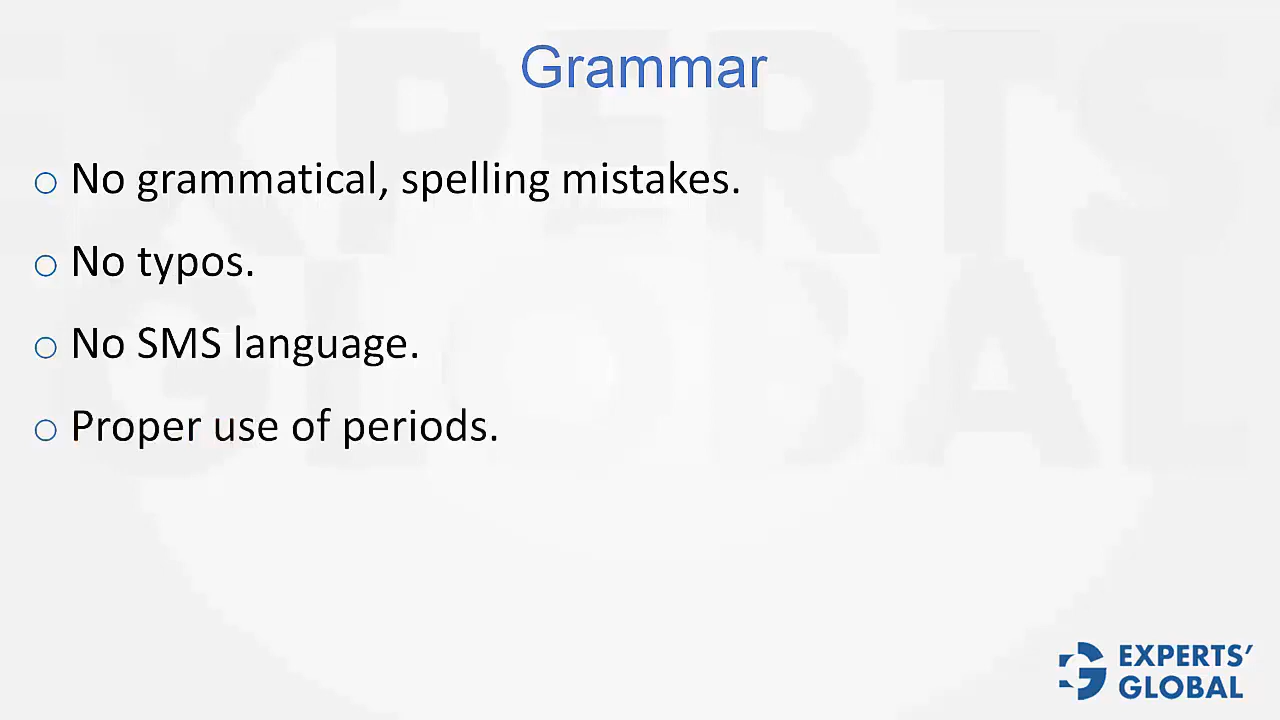 Grammar
No grammatical, spelling mistakes.
No typos.
No SMS language.
Proper use of periods.
EXPERTS'
GLOBAL